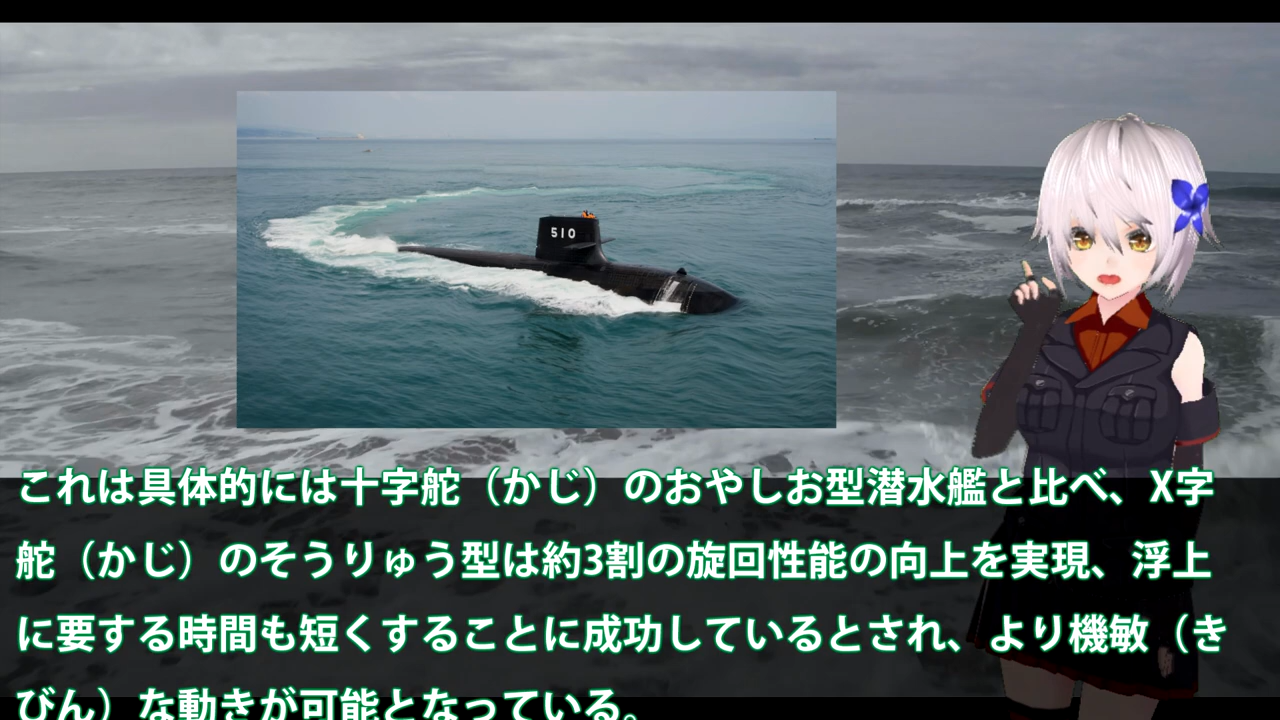 510
これは具体的には十字舵（かじ）のおやしお型潜水艦と比べ、X字
舵（かじ）のそうりゅう型は約3割の旋回性能の向上を実現、浮上
に要する時間も短くすることに成功しているとされ、より機敏（き
びん）な動きが可能となっている。